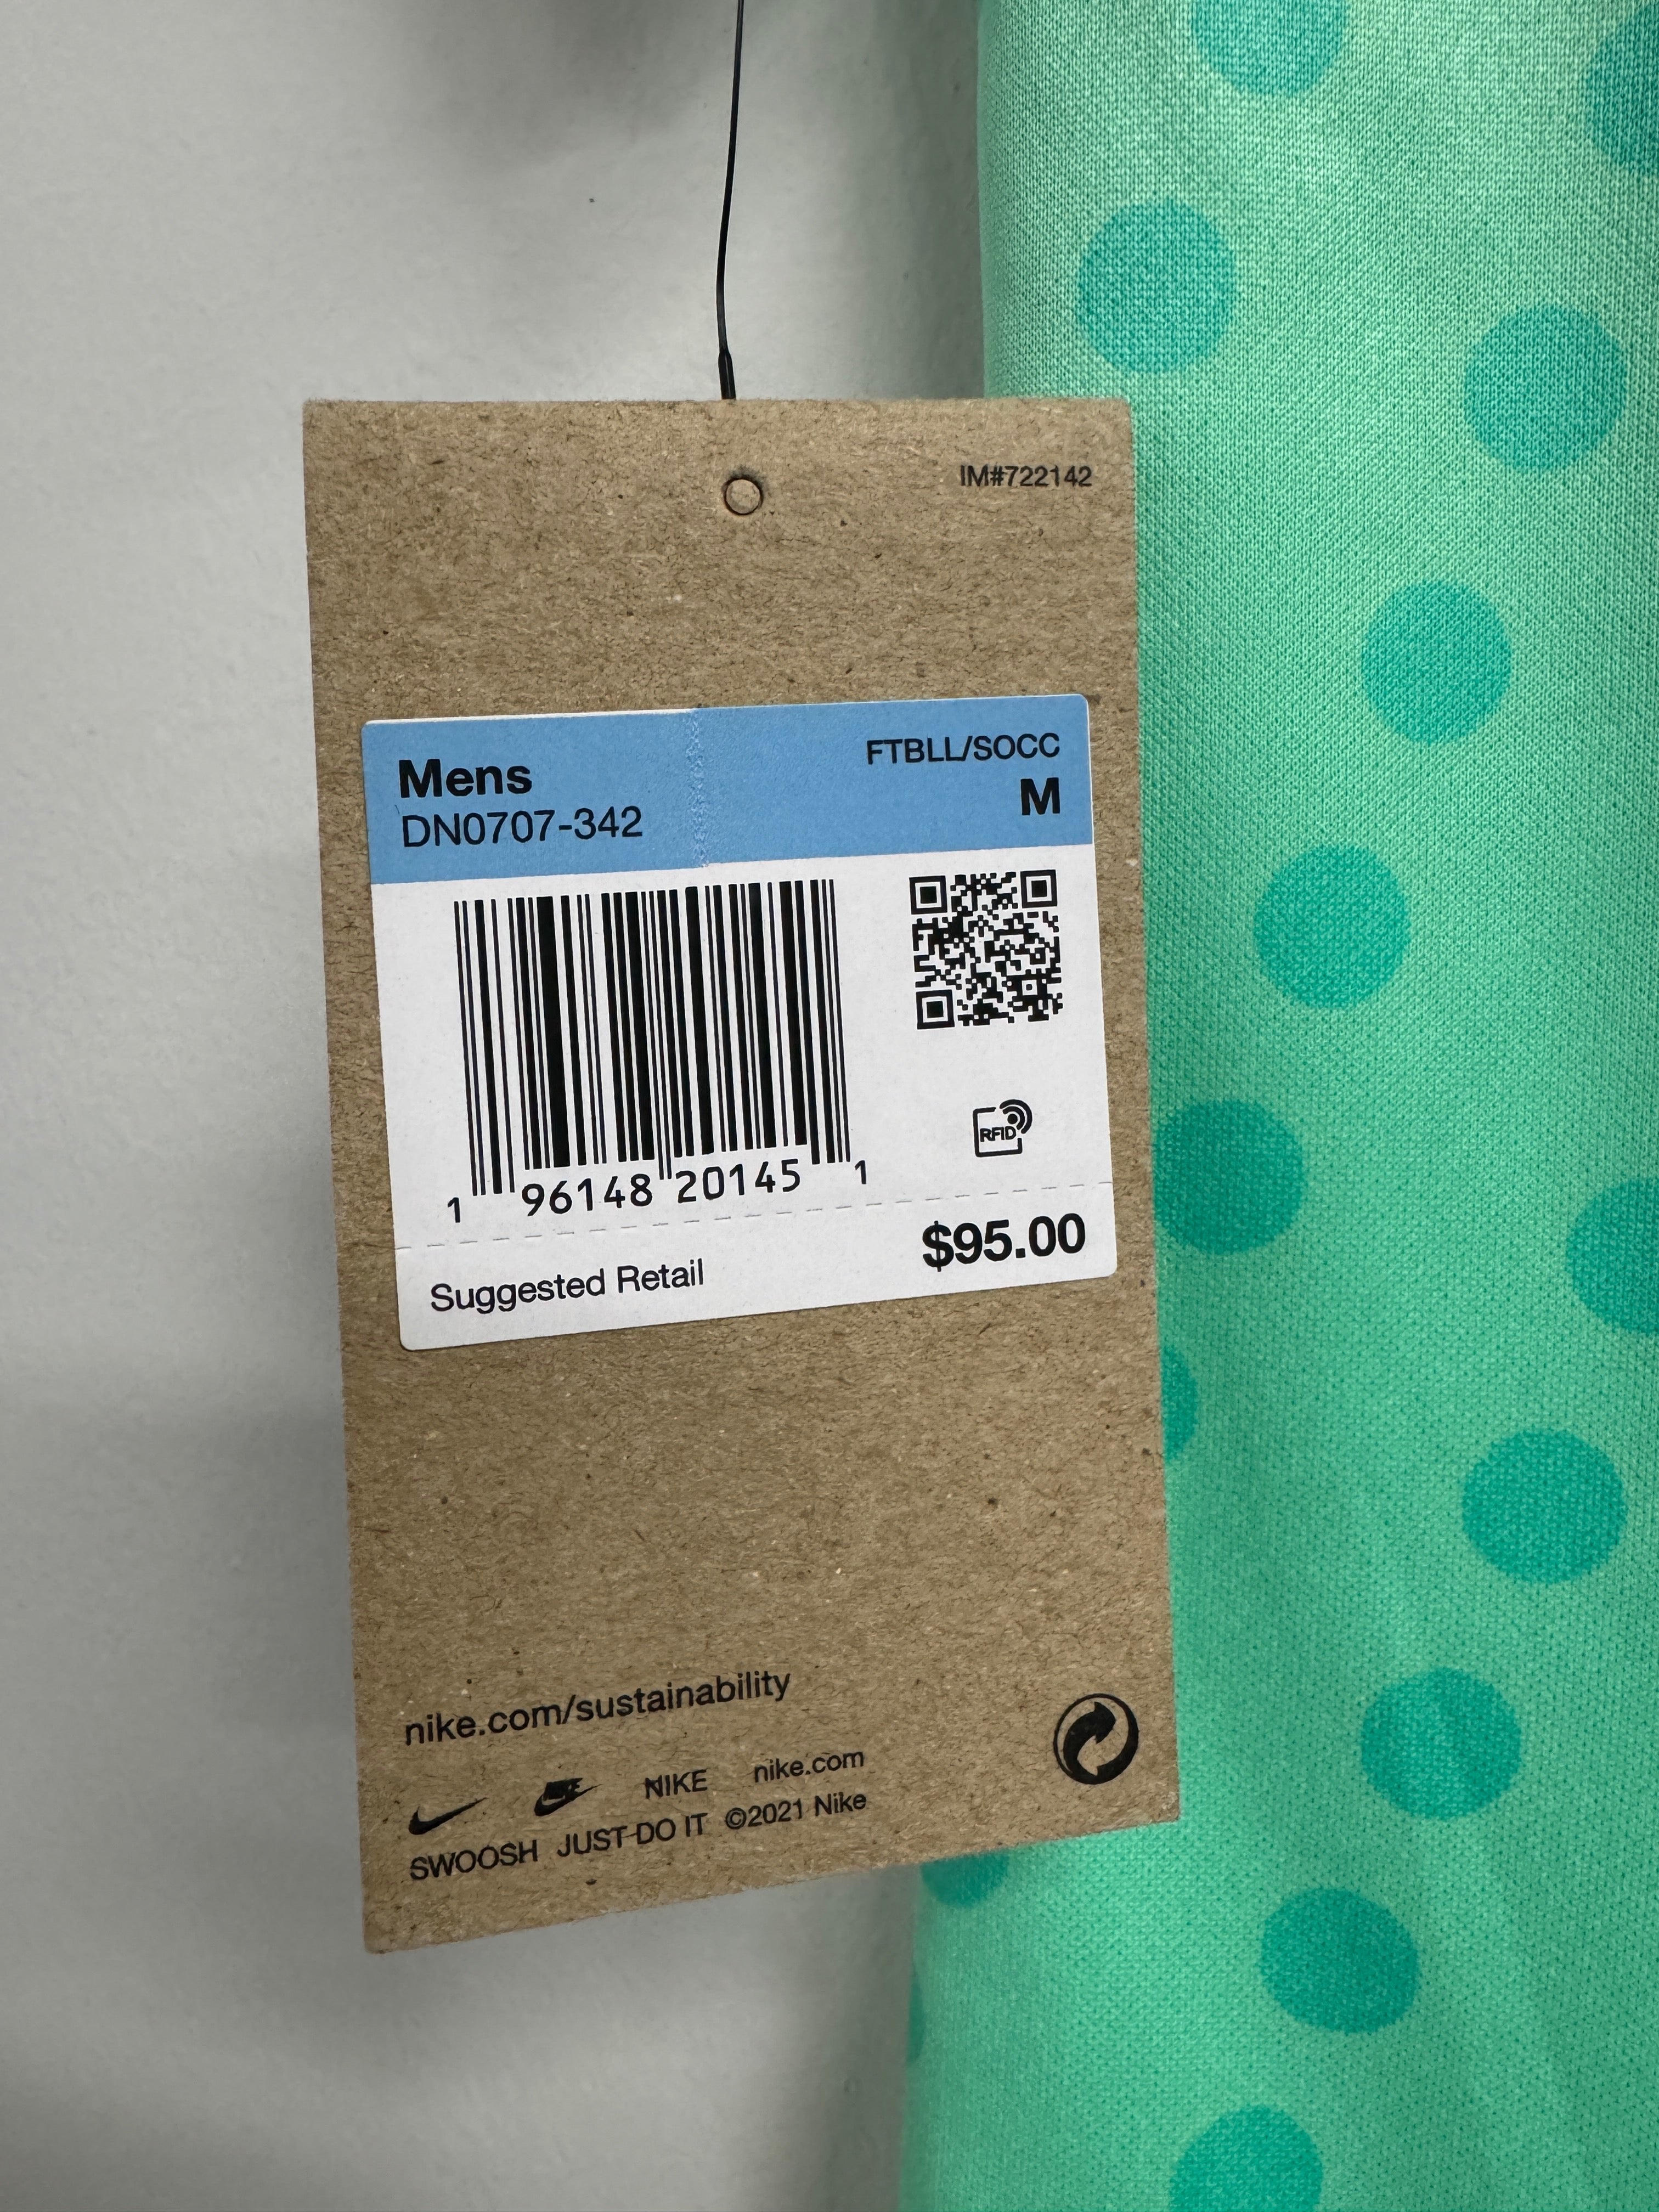 IM#722142
Mens
FTBLL/SOCC
DN0707-342
M
RFID
1 96148 20145 1
Suggested Retail
$95.00
nike.com/sustainability
NIKE nike.com
SWOOSH JUST DO IT ©2021 Nike